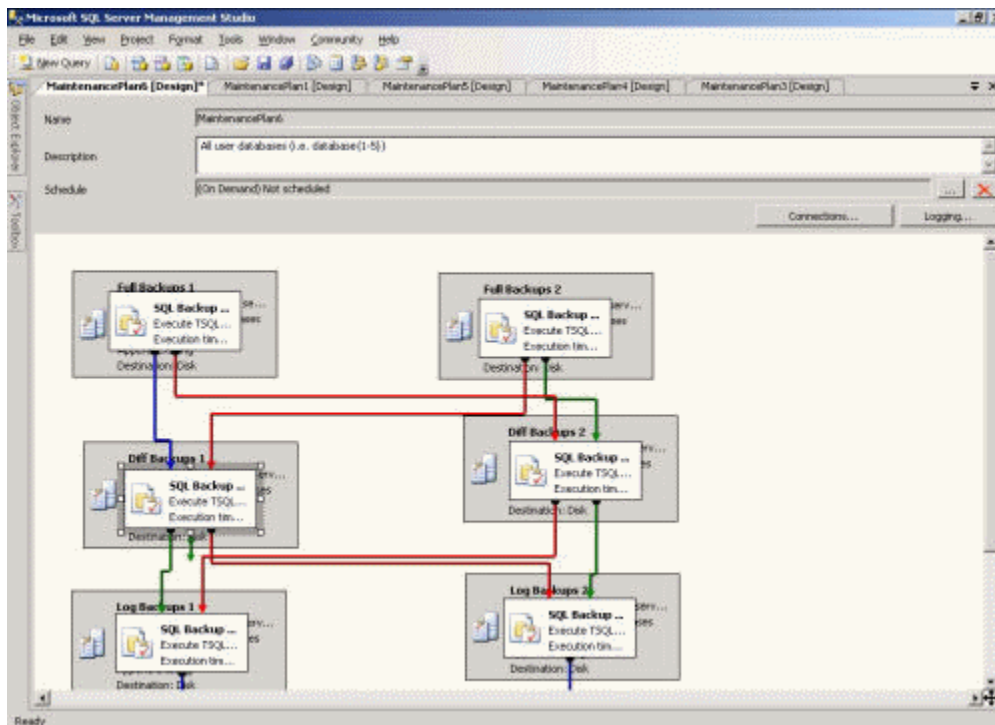 Microsoft SQL Server Management Studio
File Edit View Project Format Tools Window Community Help
New Query
MaintenancePlan6 [Design]* MaintenancePlan1 [Design] MaintenancePlan5 [Design] MaintenancePlan4 [Design] MaintenancePlan3 [Design]
Object Explorer
Toolbox
Name MaintenancePlan6
Description All user databases (i.e. database{1-5})
Schedule (On Demand) Not scheduled ...
Connections... Logging...
Full Backups 1
SQL Backup ...
Execute TSQL...
Execution tim...
Destination: Disk
Full Backups 2
SQL Backup ...
Execute TSQL...
Execution tim...
Destination: Disk
Diff Backups 1
SQL Backup ...
Execute TSQL...
Execution tim...
Destination: Disk
Diff Backups 2
SQL Backup ...
Execute TSQL...
Execution tim...
Destination: Disk
Log Backups 1
SQL Backup ...
Execute TSQL...
Execution tim...
Destination: Disk
Log Backups 2
SQL Backup ...
Execute TSQL...
Execution tim...
Destination: Disk
Ready